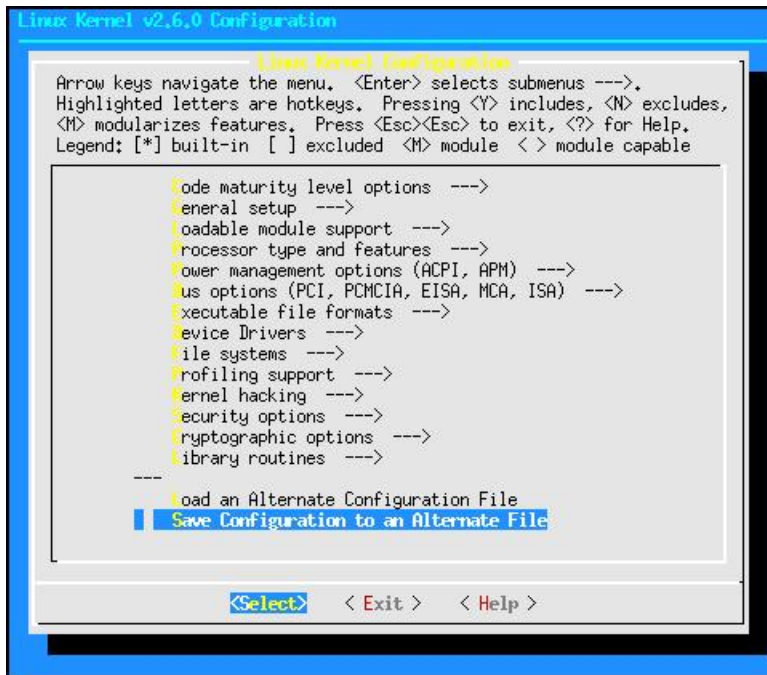 Linux Kernel v2.6.0 Configuration
Linux Kernel Configuration
Arrow keys navigate the menu. <Enter> selects submenus --->.
Highlighted letters are hotkeys. Pressing <Y> includes, <N> excludes,
<M> modularizes features. Press <Esc><Esc> to exit, <?> for Help.
Legend: [*] built-in [ ] excluded <M> module < > module capable
Code maturity level options --->
General setup --->
Loadable module support --->
Processor type and features --->
Power management options (ACPI, APM) --->
Bus options (PCI, PCMCIA, EISA, MCA, ISA) --->
Executable file formats --->
Device Drivers --->
File systems --->
Profiling support --->
Kernel hacking --->
Security options --->
Cryptographic options --->
Library routines --->
---
Load an Alternate Configuration File
Save Configuration to an Alternate File
<Select> < Exit > < Help >